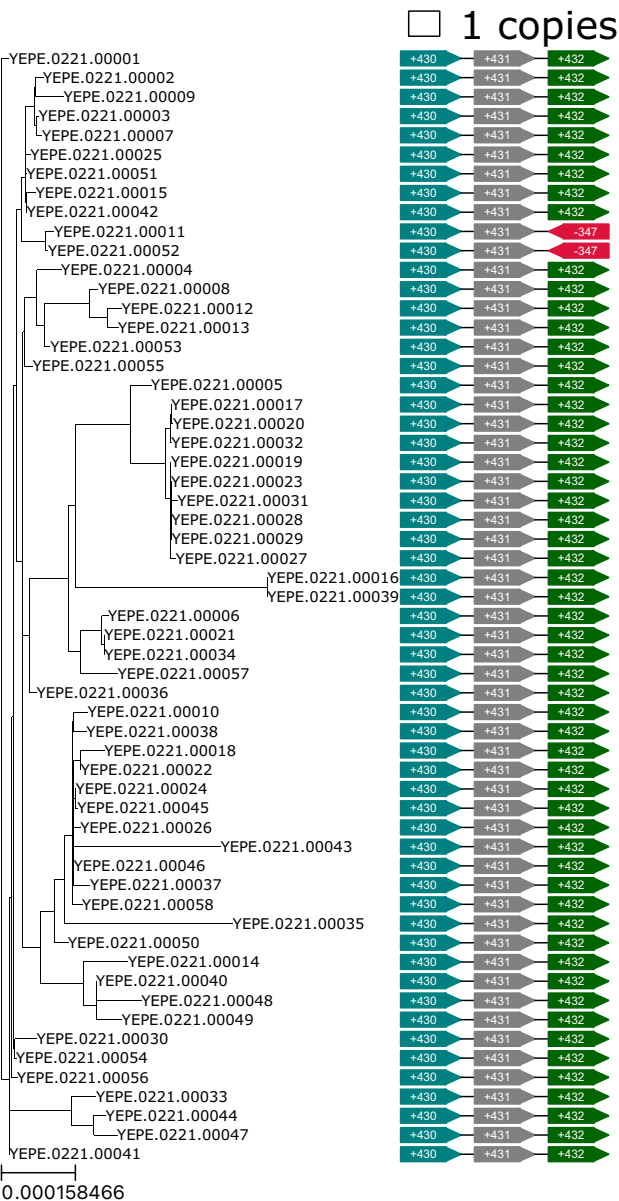 1 copies
YEPE.0221.00001 +430 +431 +432
YEPE.0221.00002 +430 +431 +432
YEPE.0221.00009 +430 +431 +432
YEPE.0221.00003 +430 +431 +432
YEPE.0221.00007 +430 +431 +432
YEPE.0221.00025 +430 +431 +432
YEPE.0221.00051 +430 +431 +432
YEPE.0221.00015 +430 +431 +432
YEPE.0221.00042 +430 +431 +432
YEPE.0221.00011 +430 +431 -347
YEPE.0221.00052 +430 +431 -347
YEPE.0221.00004 +430 +431 +432
YEPE.0221.00008 +430 +431 +432
YEPE.0221.00012 +430 +431 +432
YEPE.0221.00013 +430 +431 +432
YEPE.0221.00053 +430 +431 +432
YEPE.0221.00055 +430 +431 +432
YEPE.0221.00005 +430 +431 +432
YEPE.0221.00017 +430 +431 +432
YEPE.0221.00020 +430 +431 +432
YEPE.0221.00032 +430 +431 +432
YEPE.0221.00019 +430 +431 +432
YEPE.0221.00023 +430 +431 +432
YEPE.0221.00031 +430 +431 +432
YEPE.0221.00028 +430 +431 +432
YEPE.0221.00029 +430 +431 +432
YEPE.0221.00027 +430 +431 +432
YEPE.0221.00016 +430 +431 +432
YEPE.0221.00039 +430 +431 +432
YEPE.0221.00006 +430 +431 +432
YEPE.0221.00021 +430 +431 +432
YEPE.0221.00034 +430 +431 +432
YEPE.0221.00057 +430 +431 +432
YEPE.0221.00036 +430 +431 +432
YEPE.0221.00010 +430 +431 +432
YEPE.0221.00038 +430 +431 +432
YEPE.0221.00018 +430 +431 +432
YEPE.0221.00022 +430 +431 +432
YEPE.0221.00024 +430 +431 +432
YEPE.0221.00045 +430 +431 +432
YEPE.0221.00026 +430 +431 +432
YEPE.0221.00043 +430 +431 +432
YEPE.0221.00046 +430 +431 +432
YEPE.0221.00037 +430 +431 +432
YEPE.0221.00058 +430 +431 +432
YEPE.0221.00035 +430 +431 +432
YEPE.0221.00050 +430 +431 +432
YEPE.0221.00014 +430 +431 +432
YEPE.0221.00040 +430 +431 +432
YEPE.0221.00048 +430 +431 +432
YEPE.0221.00049 +430 +431 +432
YEPE.0221.00030 +430 +431 +432
YEPE.0221.00054 +430 +431 +432
YEPE.0221.00056 +430 +431 +432
YEPE.0221.00033 +430 +431 +432
YEPE.0221.00044 +430 +431 +432
YEPE.0221.00047 +430 +431 +432
YEPE.0221.00041 +430 +431 +432
0.000158466